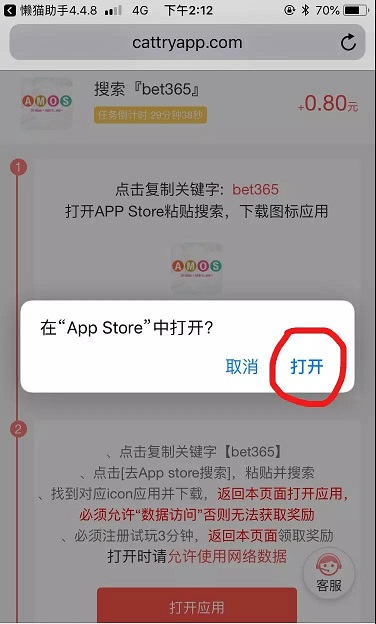 懒猫助手4.4.8 4G 下午2:12 70%
cattryapp.com
搜索『bet365』
+0.80元
任务倒计时:29分钟38秒
AMOS
1
点击复制关键字: bet365
打开APP Store粘贴搜索，下载图标应用
AMOS
在“App Store”中打开?
取消 打开
2
、点击复制关键字【bet365】
、点击[去App store搜索]，粘贴并搜索
、找到对应icon应用并下载，返回本页面打开应用，
必须允许“数据访问”否则无法获取奖励
、必须注册试玩3分钟，返回本页面领取奖励
打开时请允许使用网络数据
客服
打开应用